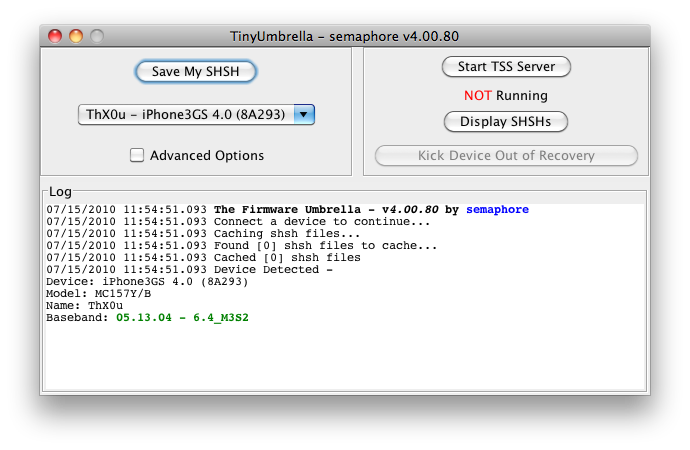 TinyUmbrella - semaphore v4.00.80
Save My SHSH
ThX0u - iPhone3GS 4.0 (8A293)
Advanced Options
Start TSS Server
NOT Running
Display SHSHs
Kick Device Out of Recovery
Log
07/15/2010 11:54:51.093 The Firmware Umbrella - v4.00.80 by semaphore
07/15/2010 11:54:51.093 Connect a device to continue...
07/15/2010 11:54:51.093 Caching shsh files...
07/15/2010 11:54:51.093 Found [0] shsh files to cache...
07/15/2010 11:54:51.093 Cached [0] shsh files
07/15/2010 11:54:51.093 Device Detected -
Device: iPhone3GS 4.0 (8A293)
Model: MC157Y/B
Name: ThX0u
Baseband: 05.13.04 - 6.4_M3S2